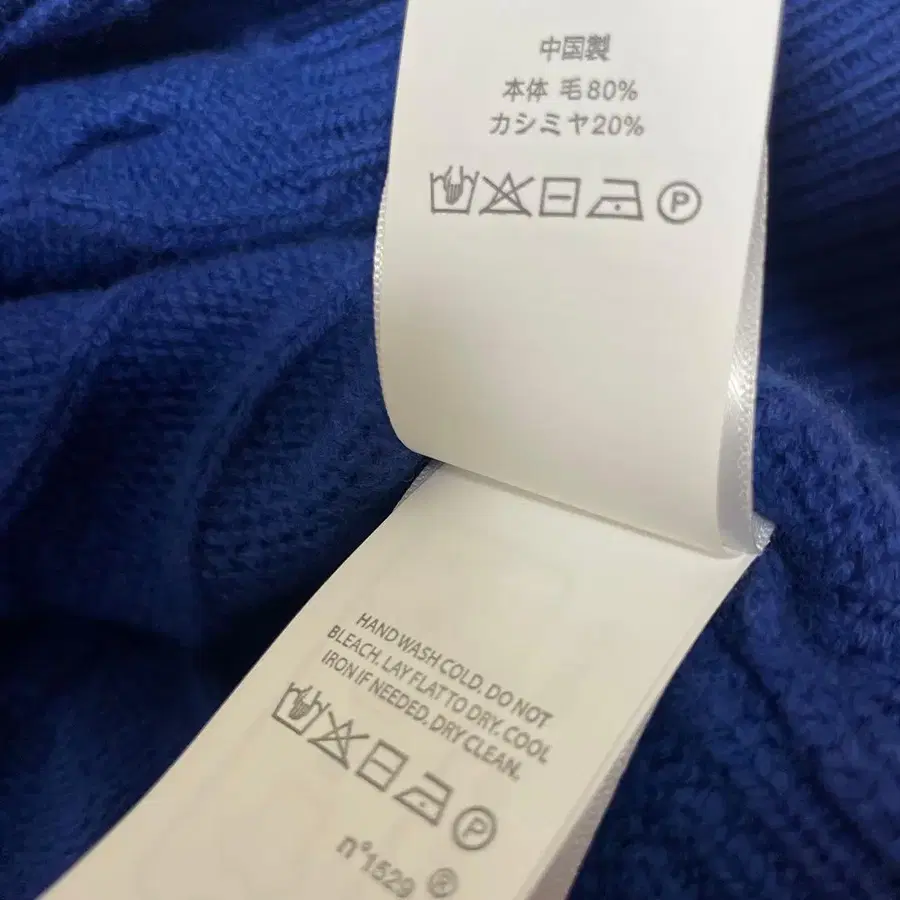 中国製
本体 毛80%
カシミヤ20%
P
HAND WASH COLD. DO NOT
BLEACH. LAY FLAT TO DRY. COOL
IRON IF NEEDED. DRY CLEAN.
P
n°1529 ®